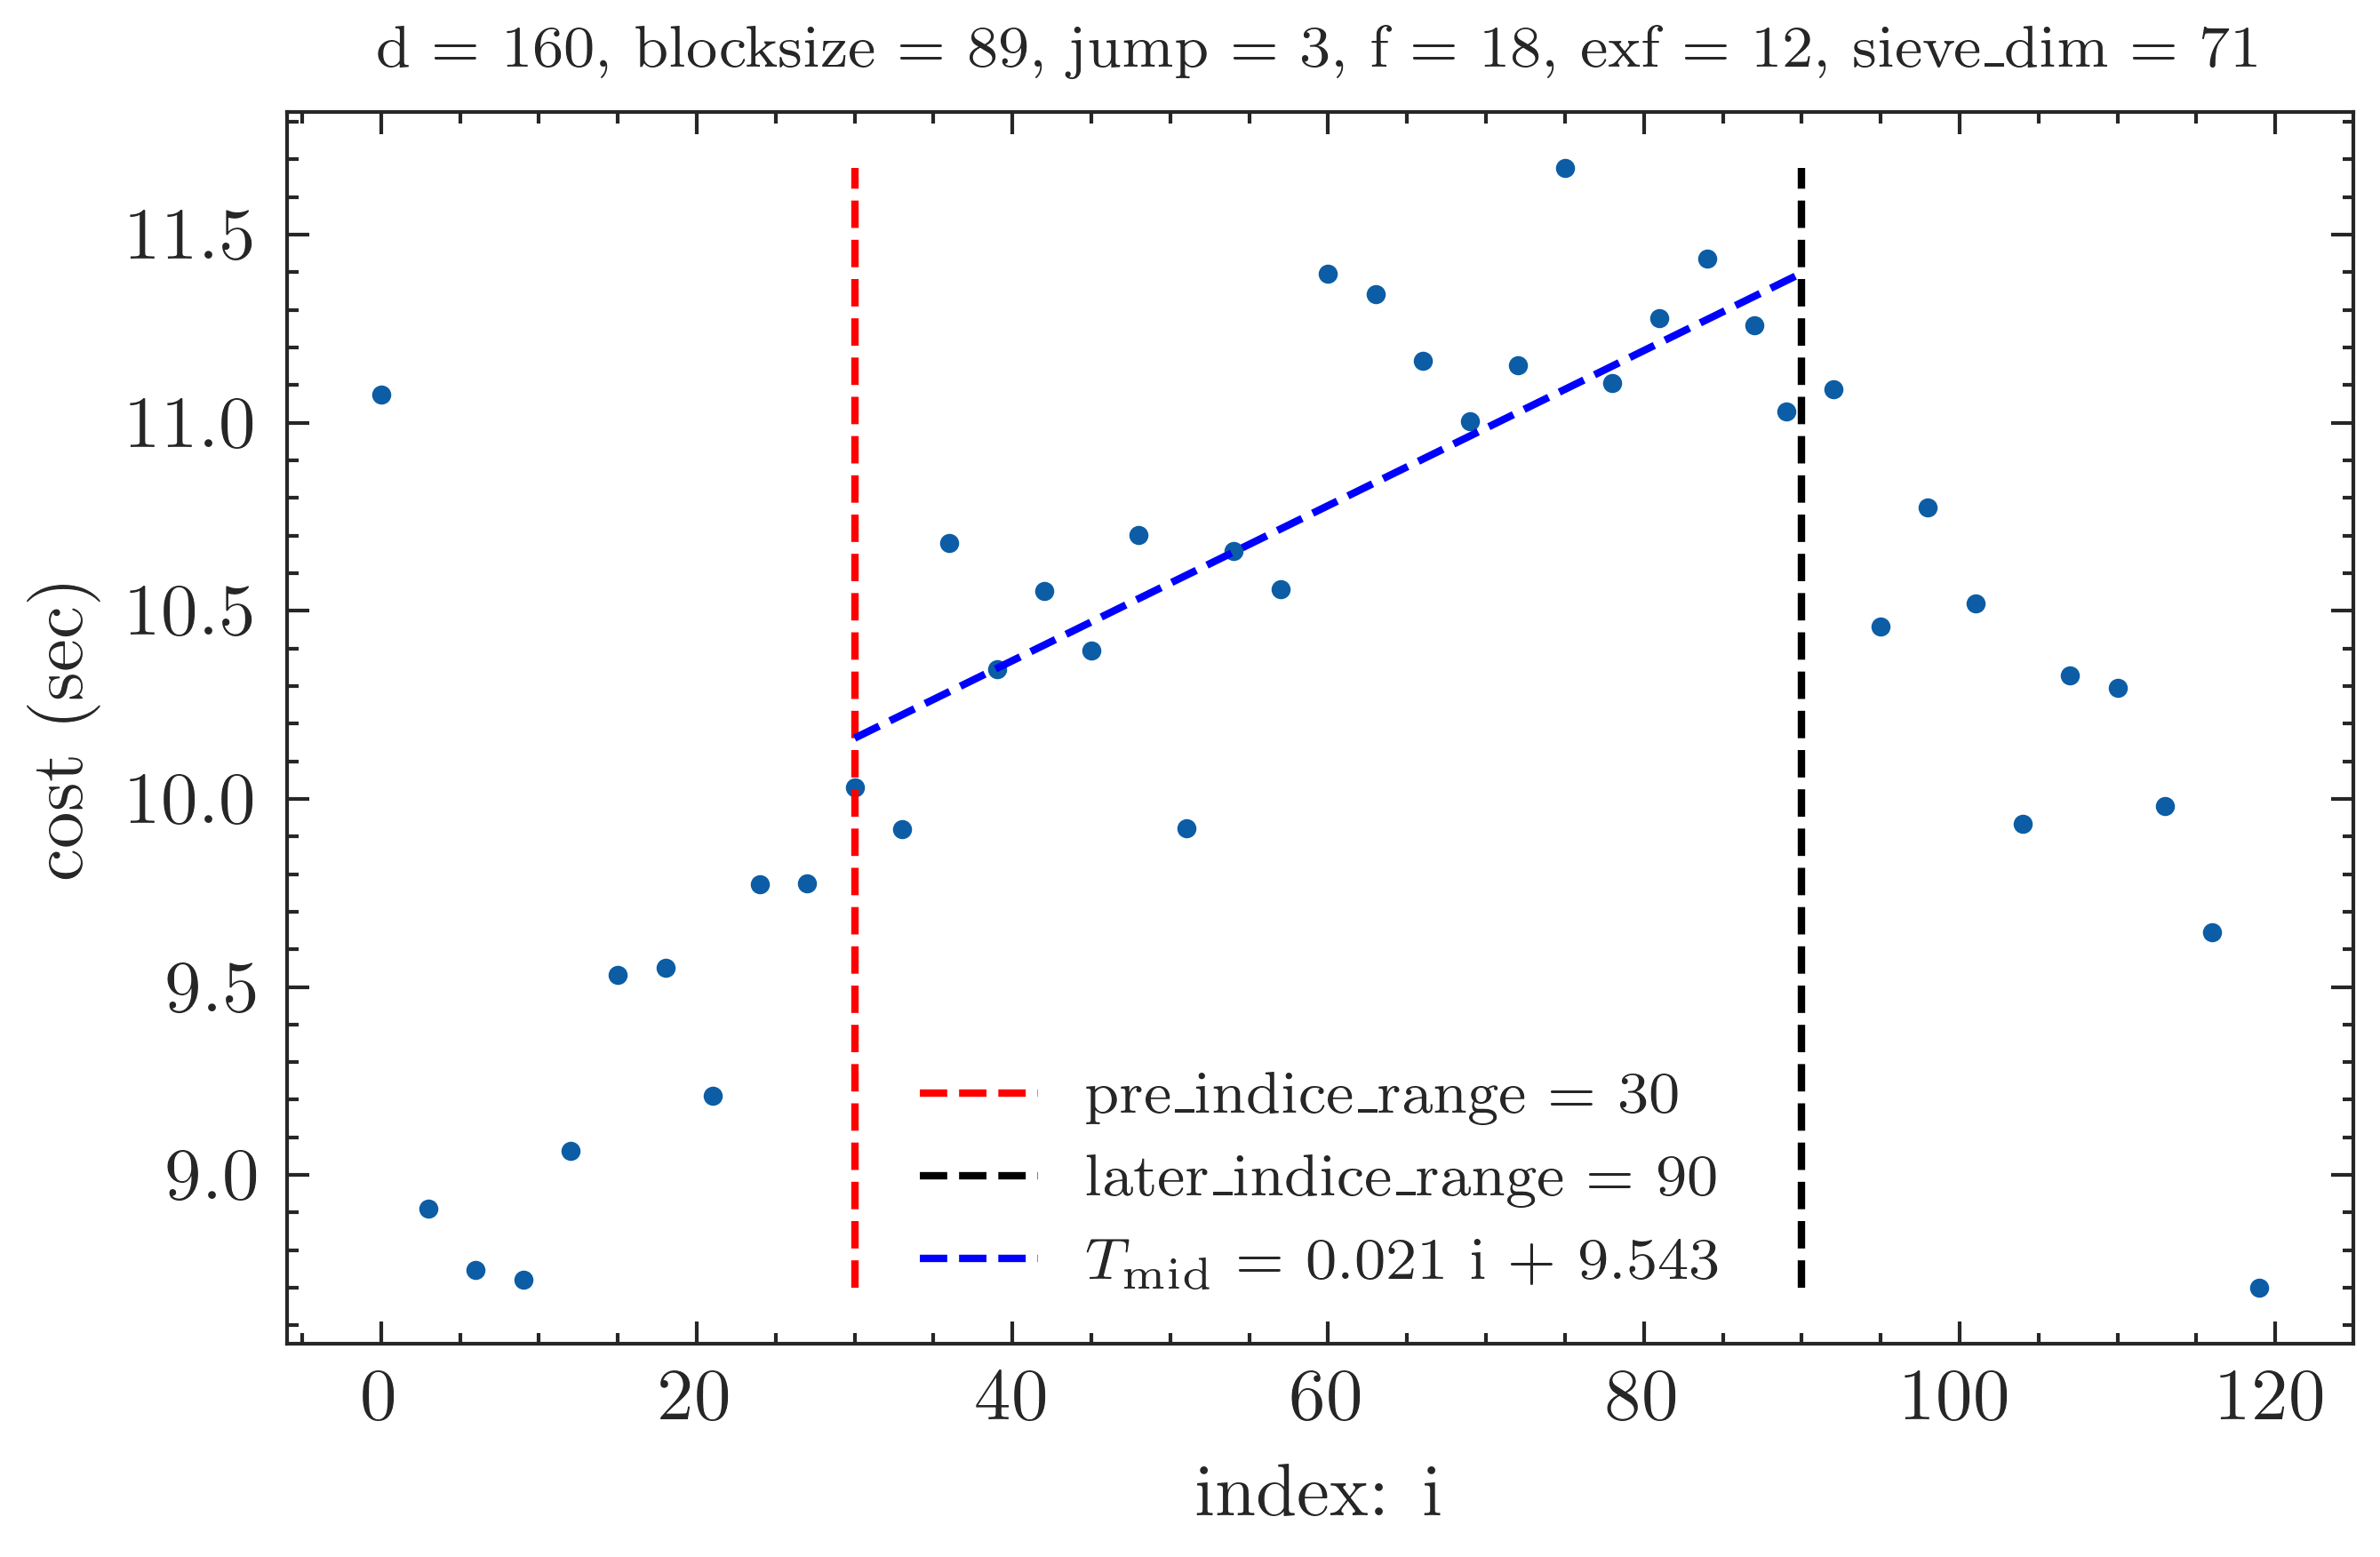 d = 160, blocksize = 89, jump = 3, f = 18, exf = 12, sieve_dim = 71
cost (sec)
11.5
11.0
10.5
10.0
9.5
9.0
pre_indice_range = 30
later_indice_range = 90
T_mid = 0.021 i + 9.543
0 20 40 60 80 100 120
index: i